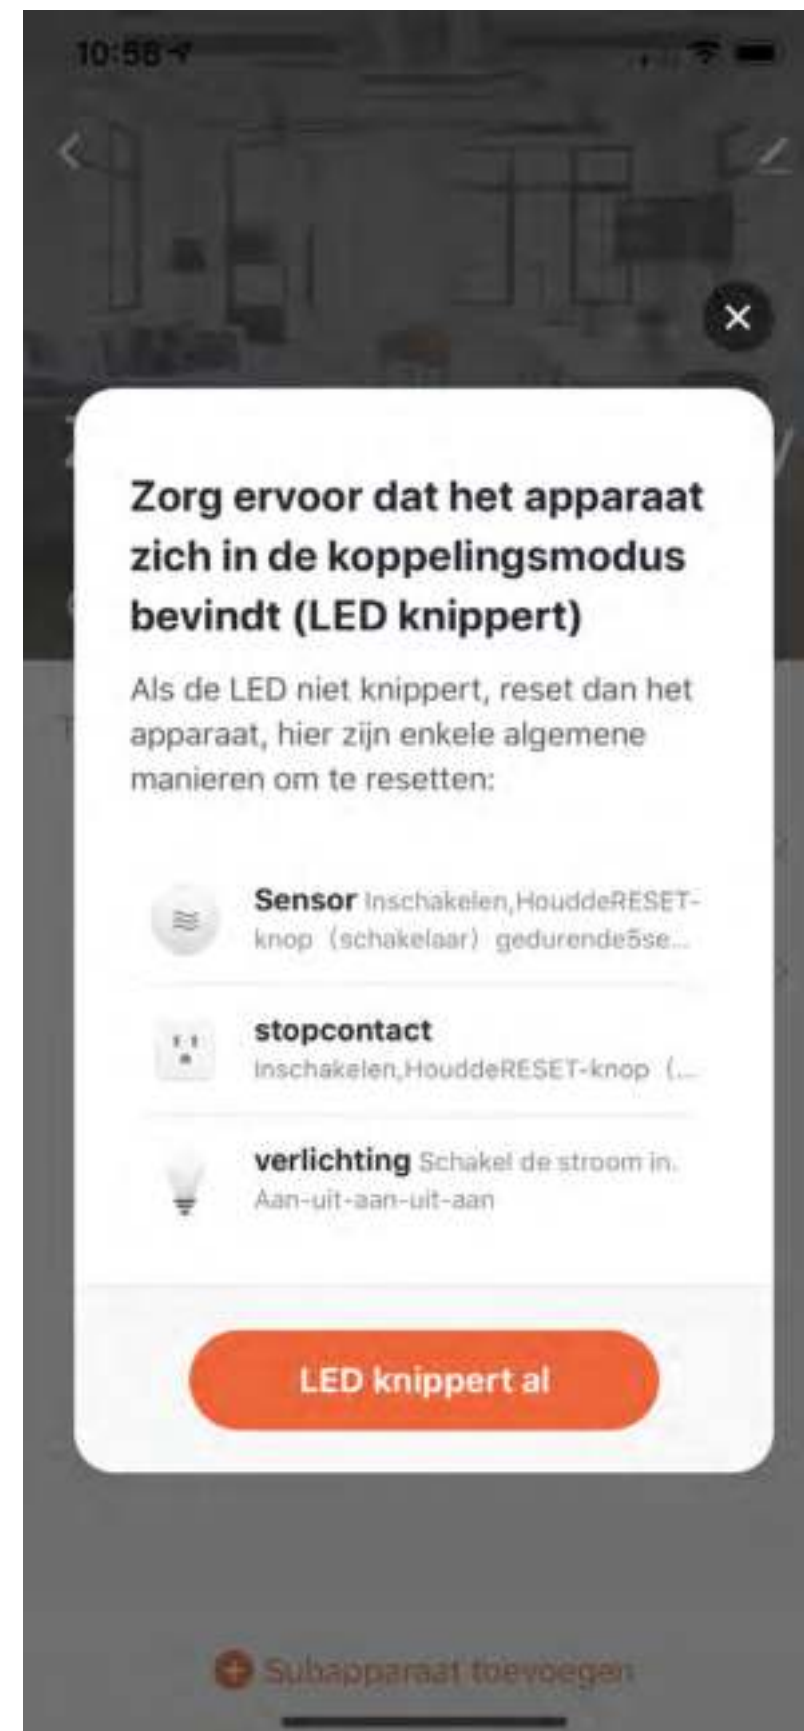 10:58
Zorg ervoor dat het apparaat
zich in de koppelingsmodus
bevindt (LED knippert)
Als de LED niet knippert, reset dan het
apparaat, hier zijn enkele algemene
manieren om te resetten:
Sensor Inschakelen,HouddeRESET-
knop (schakelaar) gedurende5se...
stopcontact
Inschakelen,HouddeRESET-knop (...
verlichting Schakel de stroom in.
Aan-uit-aan-uit-aan
LED knippert al
Subapparaat toevoegen